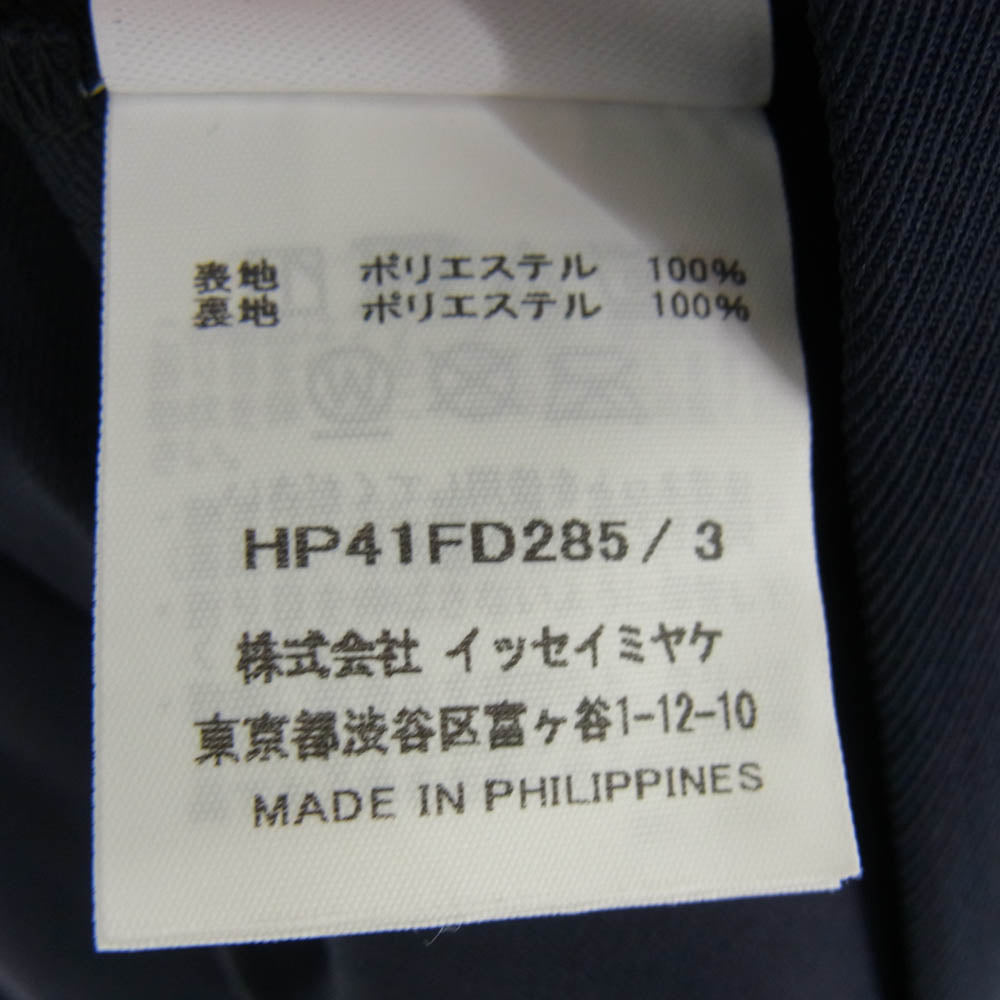 表地 ポリエステル 100%
裏地 ポリエステル 100%
HP41FD285 / 3
株式会社 イッセイミヤケ
東京都渋谷区富ヶ谷1-12-10
MADE IN PHILIPPINES